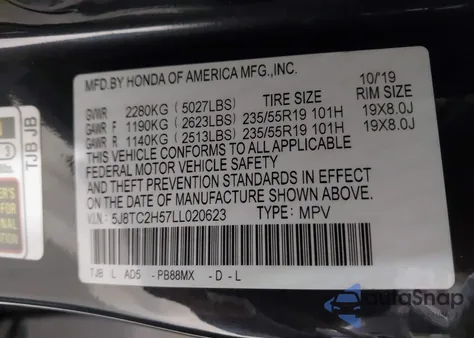 MFD.BY HONDA OF AMERICA MFG.,INC. 10/'19
GVWR 2280KG (5027LBS) TIRE SIZE RIM SIZE
GAWR F 1190KG (2623LBS) 235/55R19 101H 19X8.0J
GAWR R 1140KG (2513LBS) 235/55R19 101H 19X8.0J
THIS VEHICLE CONFORMS TO ALL APPLICABLE
FEDERAL MOTOR VEHICLE SAFETY
AND THEFT PREVENTION STANDARDS IN EFFECT
ON THE DATE OF MANUFACTURE SHOWN ABOVE.
V.I.N: 5J8TC2H57LL020623 TYPE: MPV
TJB L AD5 - PB88MX - D - L
TJB JB
AutoSnap